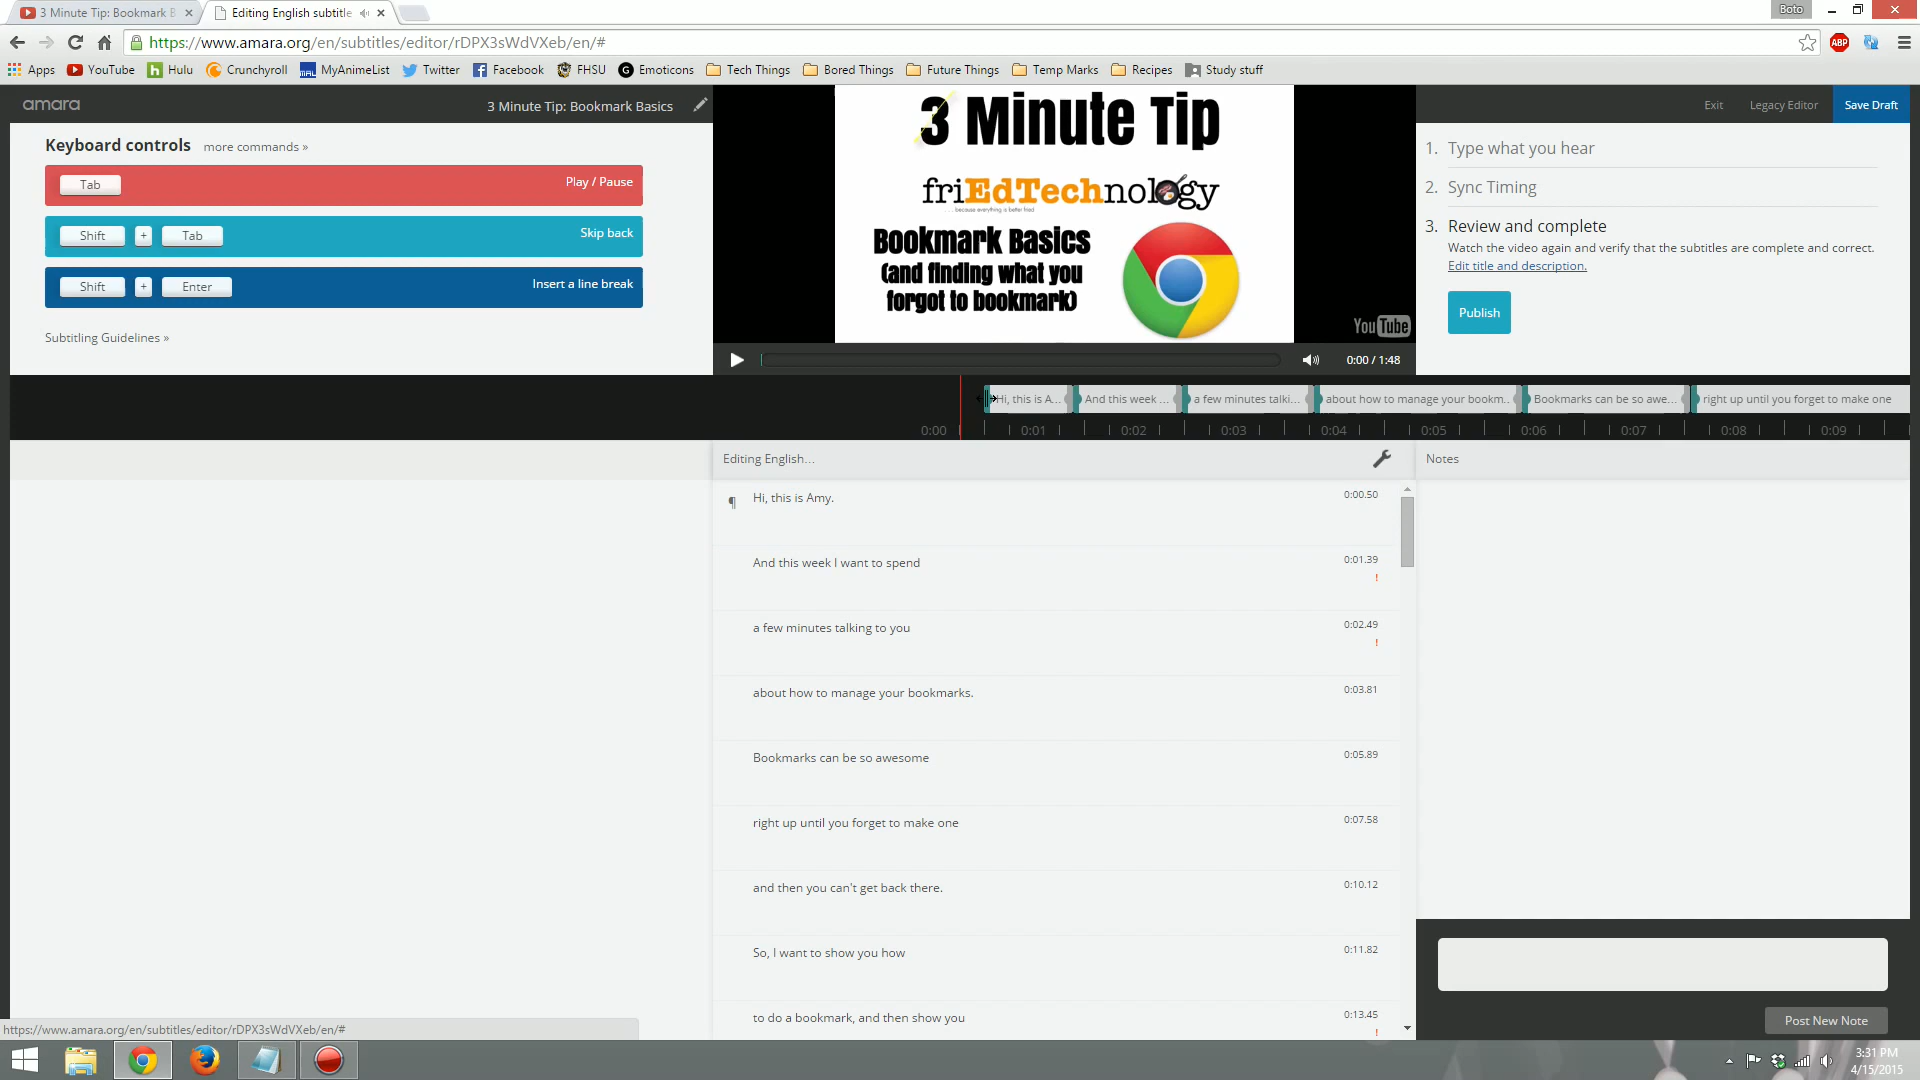 3 Minute Tip: Bookmark B
Editing English subtitle
Boto
https://www.amara.org/en/subtitles/editor/rDPX3sWdVXeb/en/#
ABP
Apps
YouTube
Hulu
Crunchyroll
MyAnimeList
Twitter
Facebook
FHSU
Emoticons
Tech Things
Bored Things
Future Things
Temp Marks
Recipes
Study stuff
amara
3 Minute Tip: Bookmark Basics
Exit
Legacy Editor
Save Draft
Keyboard controls
more commands »
Tab
Play / Pause
Shift + Tab
Skip back
Shift + Enter
Insert a line break
Subtitling Guidelines »
3 Minute Tip
friEdTechnology
. . . because everything is better fried.
Bookmark Basics
(and finding what you
forgot to bookmark)
YouTube
0:00 / 1:48
1. Type what you hear
2. Sync Timing
3. Review and complete
Watch the video again and verify that the subtitles are complete and correct.
Edit title and description.
Publish
Hi, this is A...
And this week ...
a few minutes talki...
about how to manage your bookm..
Bookmarks can be so awe...
right up until you forget to make one
0:00
0:01
0:02
0:03
0:04
0:05
0:06
0:07
0:08
0:09
Editing English...
Notes
¶ Hi, this is Amy.
0:00.50
And this week I want to spend
0:01.39
!
a few minutes talking to you
0:02.49
!
about how to manage your bookmarks.
0:03.81
Bookmarks can be so awesome
0:05.89
right up until you forget to make one
0:07.58
and then you can't get back there.
0:10.12
So, I want to show you how
0:11.82
to do a bookmark, and then show you
0:13.45
!
Post New Note
https://www.amara.org/en/subtitles/editor/rDPX3sWdVXeb/en/#
3:31 PM
4/15/2015